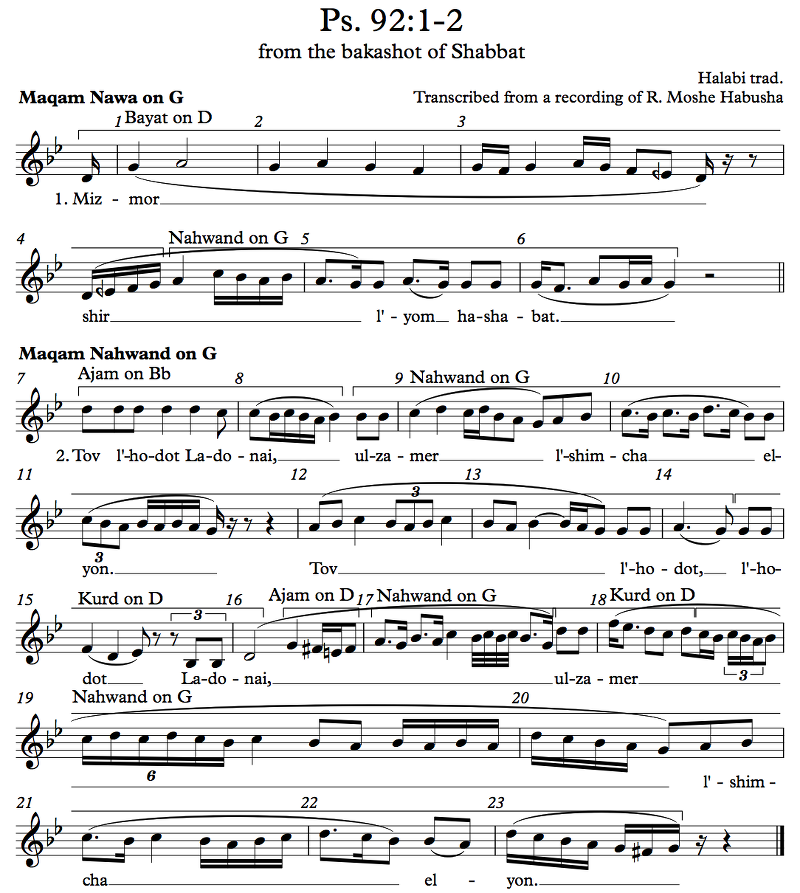 Ps. 92:1-2
from the bakashot of Shabbat
Halabi trad.
Maqam Nawa on G
Transcribed from a recording of R. Moshe Habusha
1 Bayat on D 2 3
1. Miz - mor
4 Nahwand on G 5 6
shir l' - yom ha-sha - bat.
Maqam Nahwand on G
7 Ajam on Bb 8 9 Nahwand on G 10
2. Tov l'-ho-dot La-do - nai, ul-za - mer l'-shim - cha el-
11 12 13 14
3 3
yon. Tov l'-ho - dot, l'-ho-
15 Kurd on D 3 16 Ajam on D 17 Nahwand on G 18 Kurd on D
3
dot La-do - nai, ul-za - mer
19 Nahwand on G 20
6
l' - shim -
21 22 23
cha el - yon.